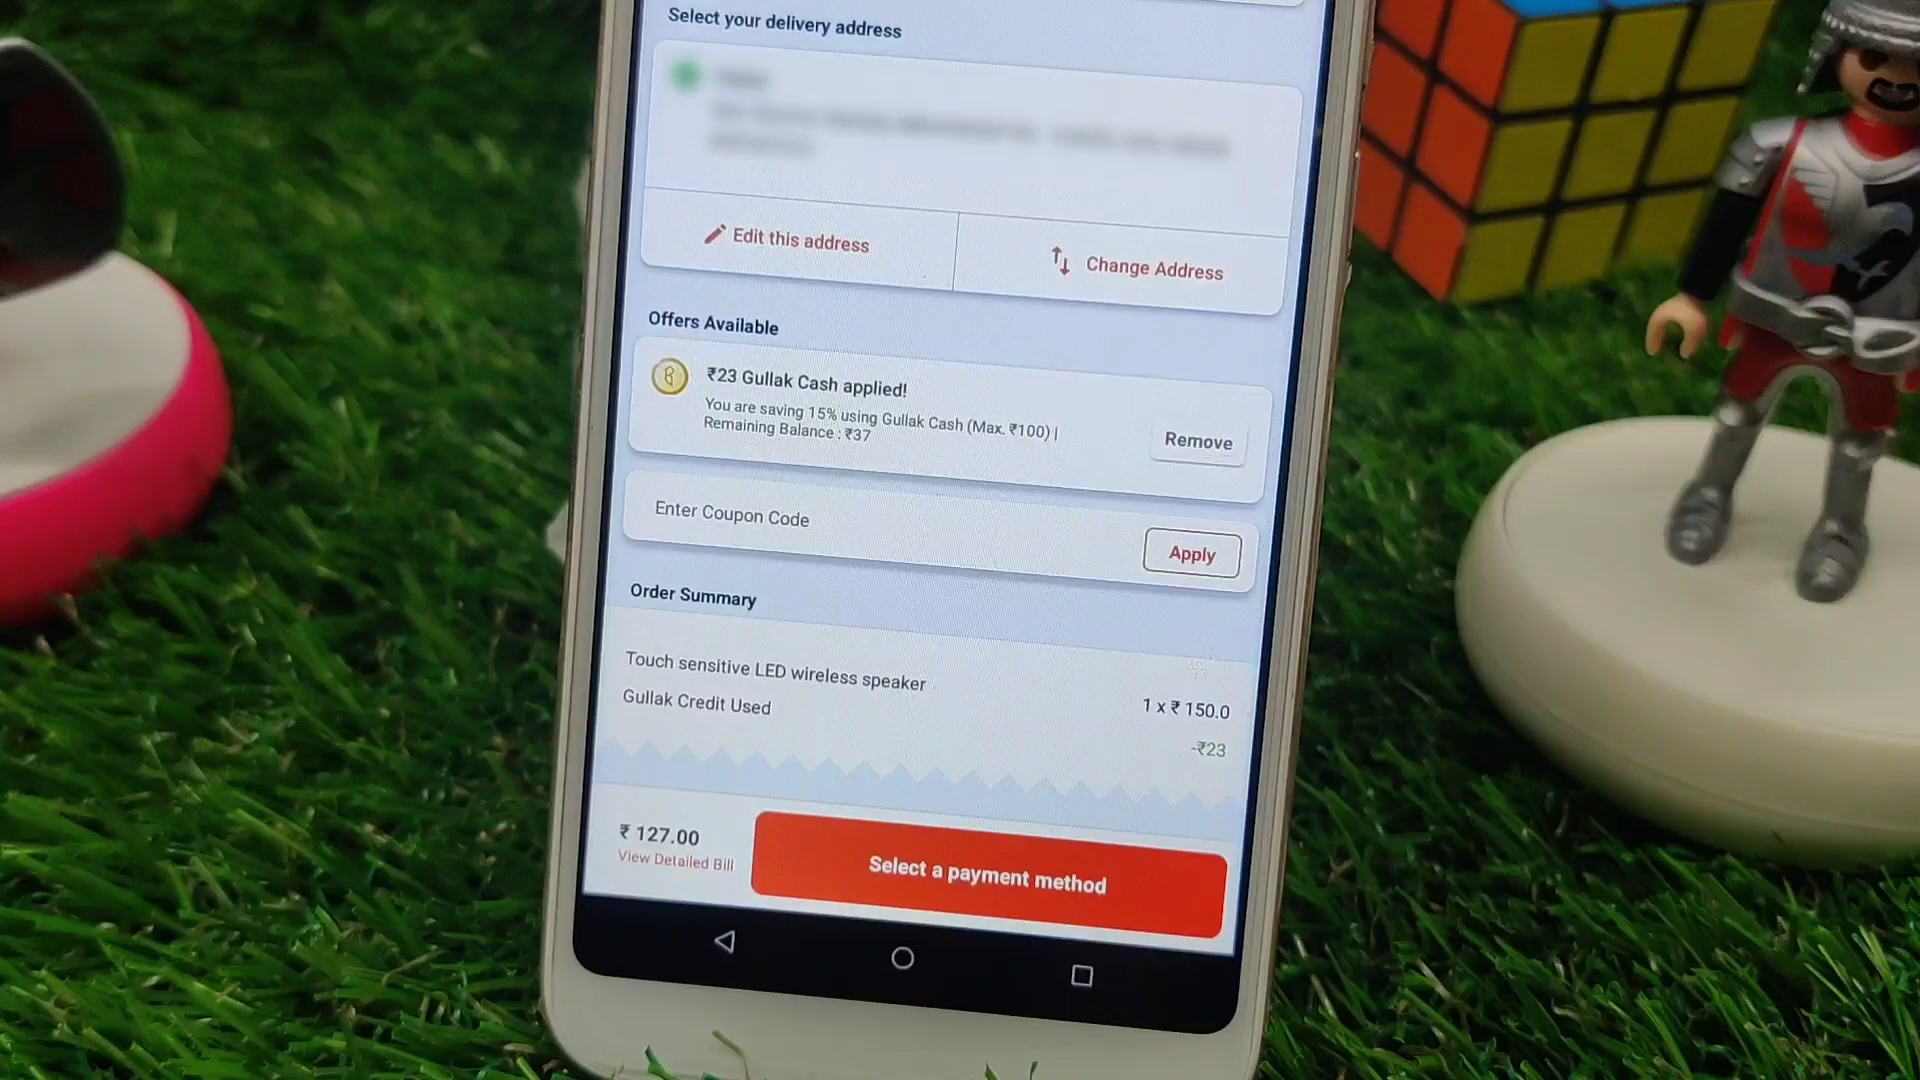 Select your delivery address
Edit this address
Change Address
Offers Available
₹23 Gullak Cash applied!
You are saving 15% using Gullak Cash (Max. ₹100) |
Remaining Balance : ₹37
Remove
Enter Coupon Code
Apply
Order Summary
Touch sensitive LED wireless speaker
1 x ₹ 150.0
Gullak Credit Used
-₹23
₹ 127.00
View Detailed Bill
Select a payment method